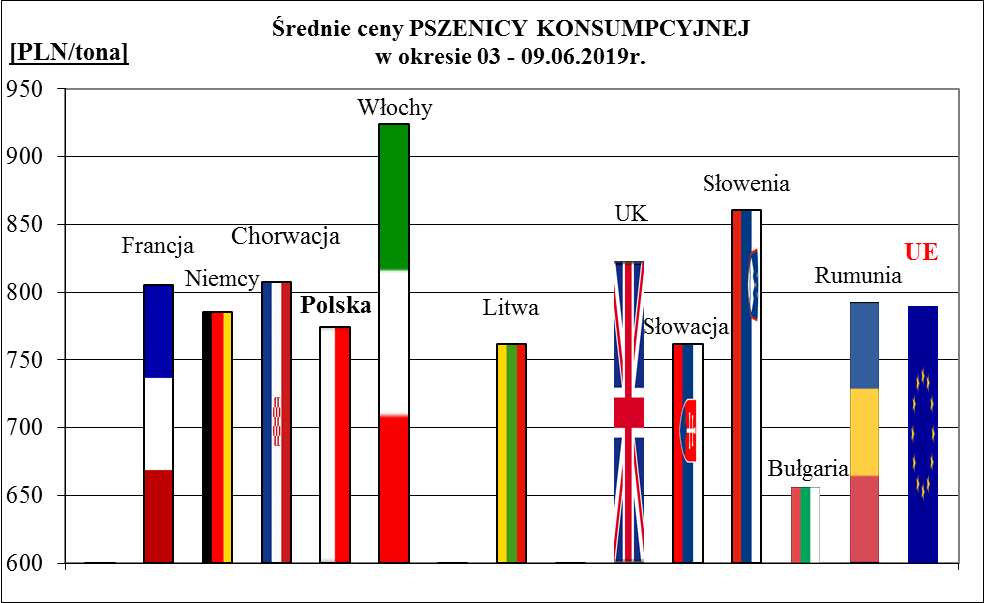 Średnie ceny PSZENICY KONSUMPCYJNEJ
w okresie 03 - 09.06.2019r.
[PLN/tona]
950
900
850
800
750
700
650
600
Francja
Niemcy
Chorwacja
Polska
Włochy
Litwa
UK
Słowacja
Słowenia
Bułgaria
Rumunia
UE